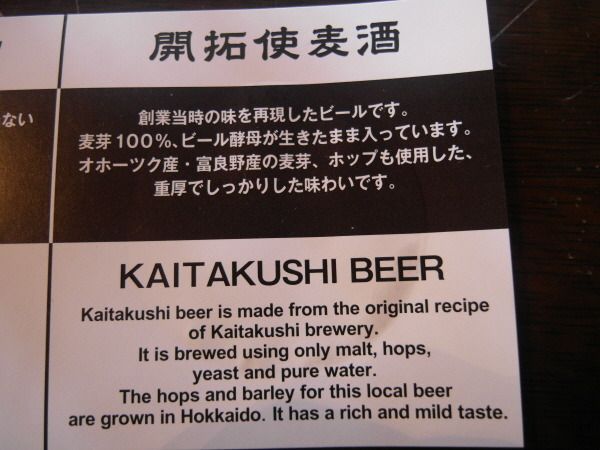 開拓使麦酒
ない
創業当時の味を再現したビールです。
麦芽100%、ビール酵母が生きたまま入っています。
オホーツク産・富良野産の麦芽、ホップも使用した、
重厚でしっかりした味わいです。
KAITAKUSHI BEER
Kaitakushi beer is made from the original recipe
of Kaitakushi brewery.
It is brewed using only malt, hops,
yeast and pure water.
The hops and barley for this local beer
are grown in Hokkaido. It has a rich and mild taste.